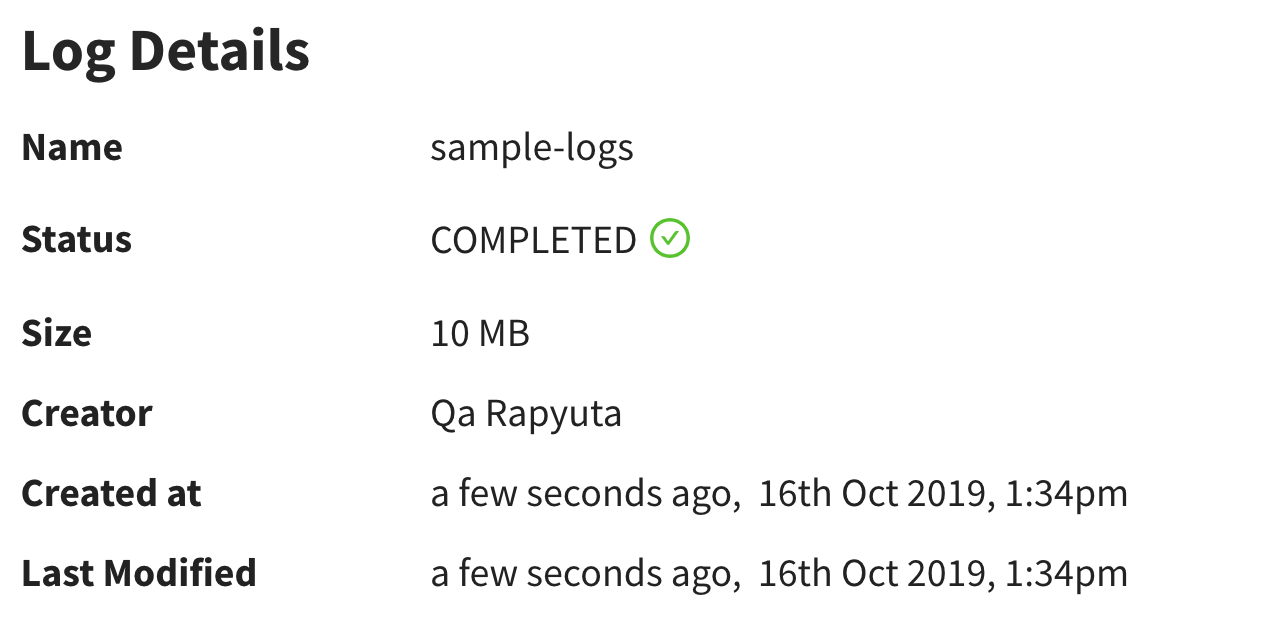 Log Details
Name sample-logs
Status COMPLETED
Size 10 MB
Creator Qa Rapyuta
Created at a few seconds ago, 16th Oct 2019, 1:34pm
Last Modified a few seconds ago, 16th Oct 2019, 1:34pm